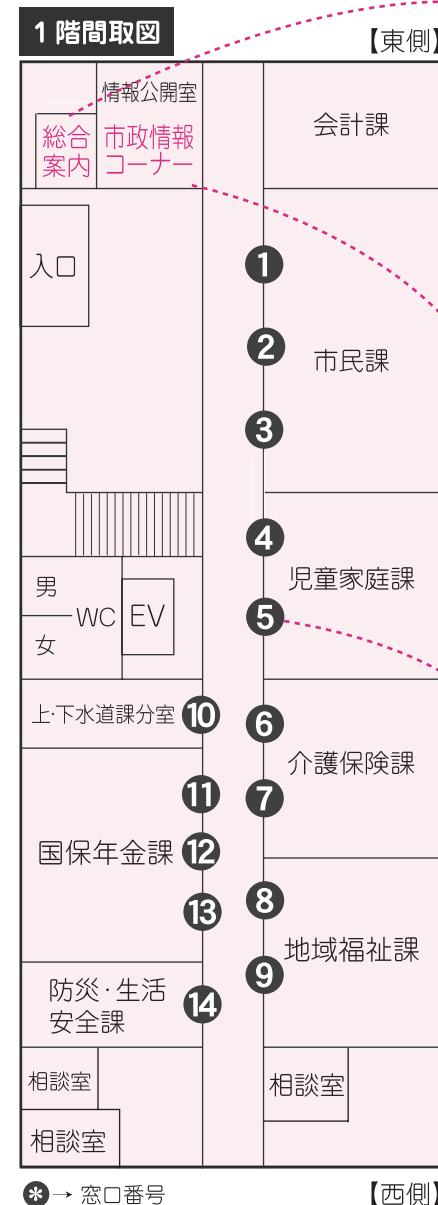 1階間取図
【東側】
情報公開室
総合
案内
市政情報
コーナー
会計課
入口
1
2
市民課
3
4
児童家庭課
5
男
女
WC
EV
上・下水道課分室
10
6
介護保険課
7
11
国保年金課
12
13
8
地域福祉課
9
防災・生活
安全課
14
相談室
相談室
相談室
*→ 窓口番号
【西側】